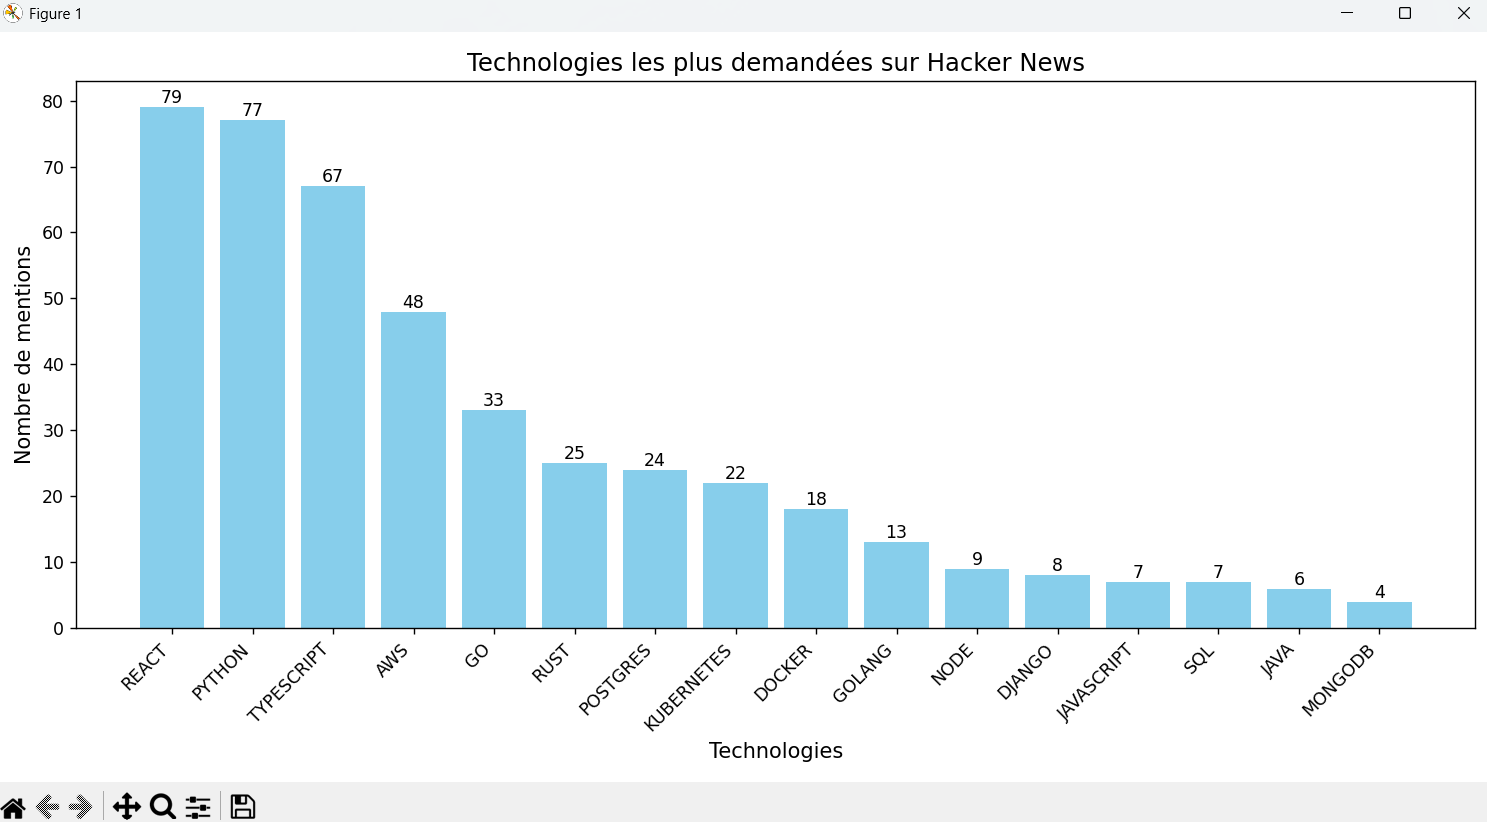 Figure 1
Technologies les plus demandées sur Hacker News
Nombre de mentions
80
70
60
50
40
30
20
10
0
79
77
67
48
33
25
24
22
18
13
9
8
7
7
6
4
REACT
PYTHON
TYPESCRIPT
AWS
GO
RUST
POSTGRES
KUBERNETES
DOCKER
GOLANG
NODE
DJANGO
JAVASCRIPT
SQL
JAVA
MONGODB
Technologies